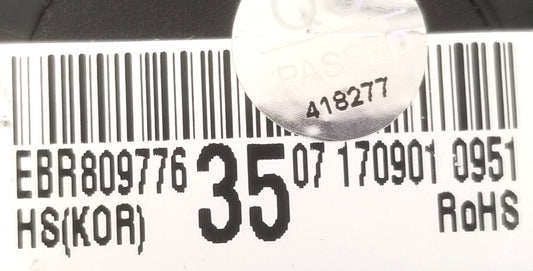 PASSED
418277
EBR809776 35 07 170901 0951
HS(KOR) RoHS